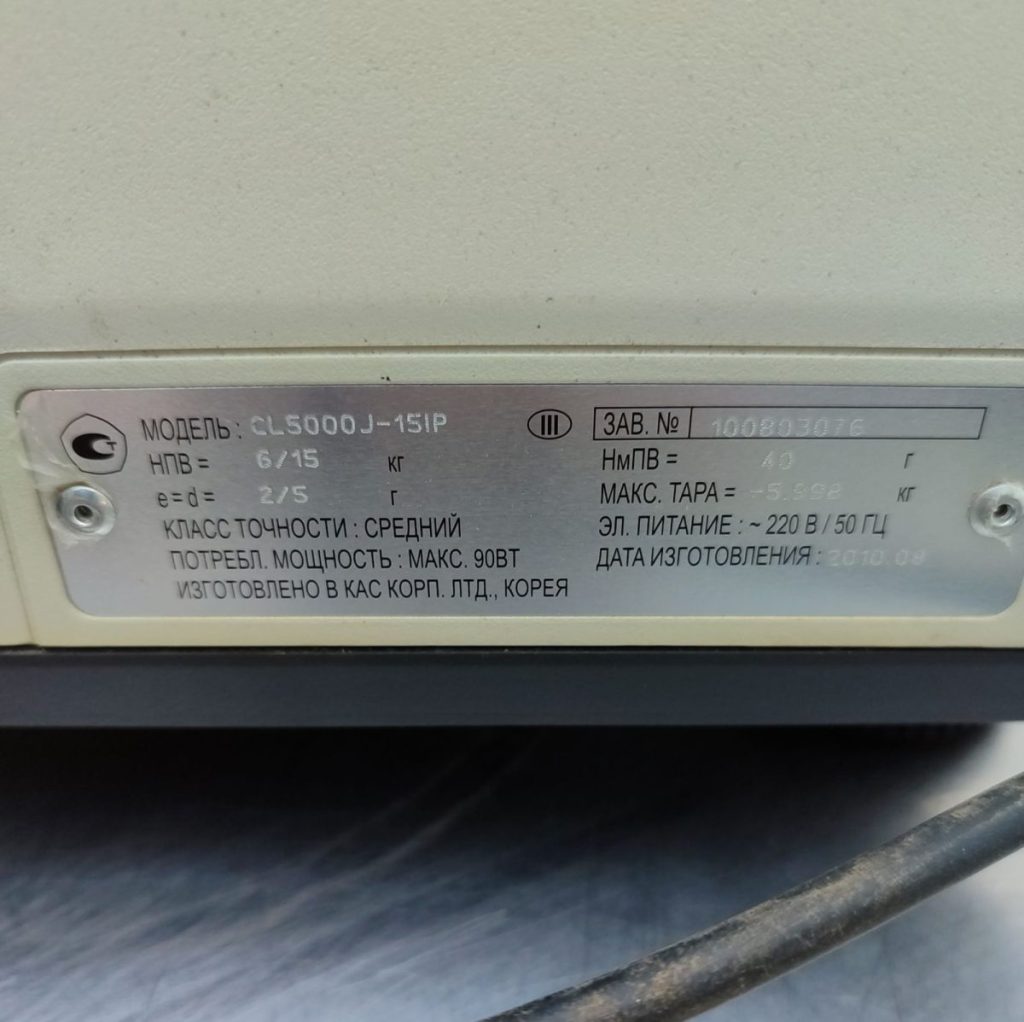 МОДЕЛЬ : CL5000J-15IP
НПВ = 6/15 кг
e=d= 2/5 г
КЛАСС ТОЧНОСТИ : СРЕДНИЙ
ПОТРЕБЛ. МОЩНОСТЬ : МАКС. 90ВТ
ИЗГОТОВЛЕНО В КАС КОРП. ЛТД., КОРЕЯ
III ЗАВ. № 100803076
НмПВ = 40 г
МАКС. ТАРА = -5.998 кг
ЭЛ. ПИТАНИЕ : ~ 220 В / 50 ГЦ
ДАТА ИЗГОТОВЛЕНИЯ : 2010.08